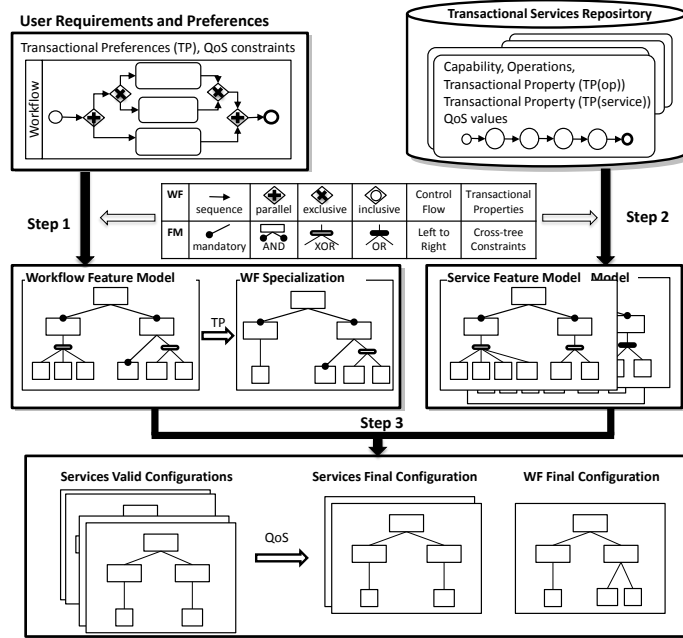 User Requirements and Preferences
Transactional Preferences (TP), QoS constraints
Workflow
Transactional Services Reposirtory
Capability, Operations,
Transactional Property (TP(op))
Transactional Property (TP(service))
QoS values
Step 1
WF
sequence
parallel
exclusive
inclusive
Control
Flow
Transactional
Properties
FM
mandatory
AND
XOR
OR
Left to
Right
Cross-tree
Constraints
Step 2
Workflow Feature Model
TP
WF Specialization
Service Feature Model
Model
Step 3
Services Valid Configurations
QoS
Services Final Configuration
WF Final Configuration